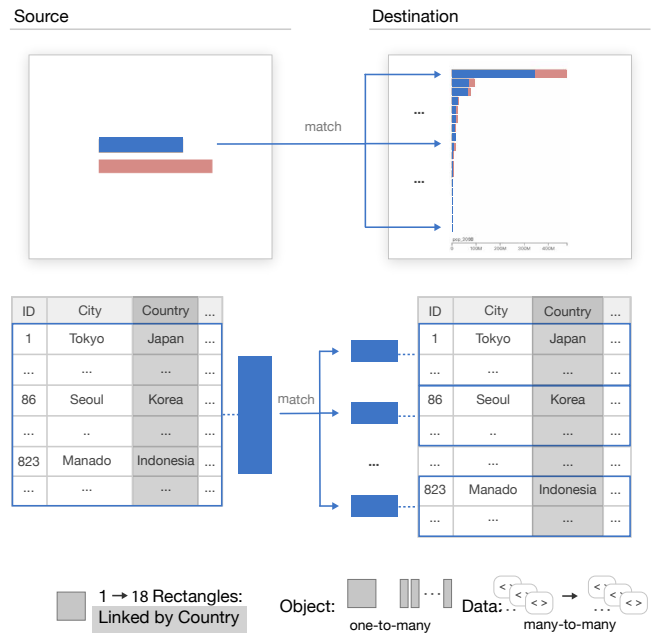 Source
Destination
match
...
...
pop_2000
0 100M 200M 300M 400M
ID City Country ...
1 Tokyo Japan ...
... ... ... ...
86 Seoul Korea ...
... .. ... ...
823 Manado Indonesia ...
... ... ... ...
match
...
ID City Country ...
1 Tokyo Japan ...
... ... ... ...
86 Seoul Korea ...
... .. ... ...
... ... ... ...
823 Manado Indonesia ...
... ... ... ...
1 → 18 Rectangles:
Linked by Country
Object:
...
one-to-many
Data:
< > < > < > → < > < > < >
...
many-to-many